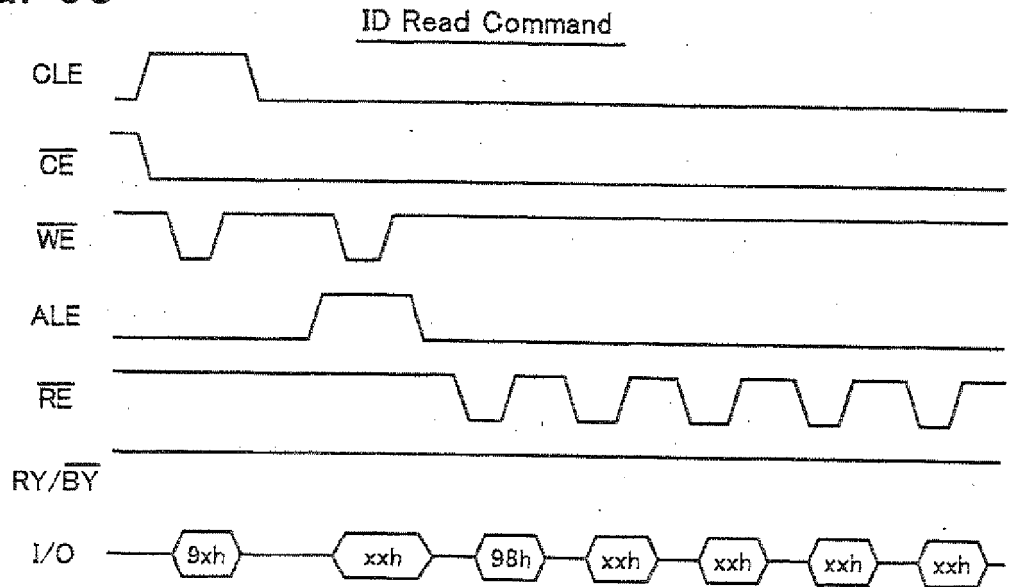 ID Read Command
CLE
CE
WE
ALE
RE
RY/BY
I/O 9xh xxh 98h xxh xxh xxh xxh